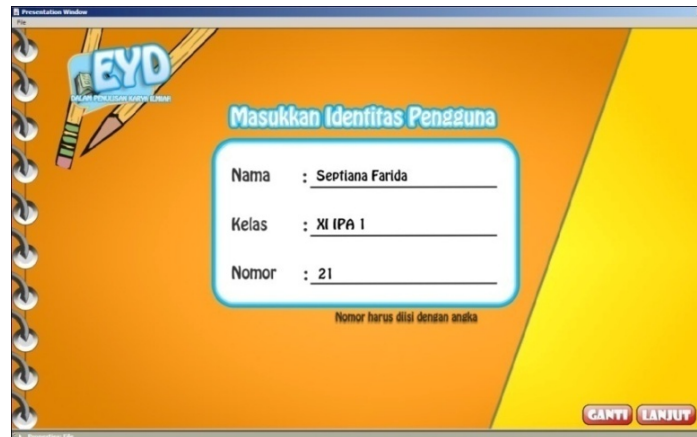 Presentation Window
File
EYD
DALAM PENULISAN KARYA ILMIAH
Masukkan Identitas Pengguna
Nama : Septiana Farida
Kelas : XI IPA 1
Nomor : 21
Nomor harus diisi dengan angka
GANTI LANJUT